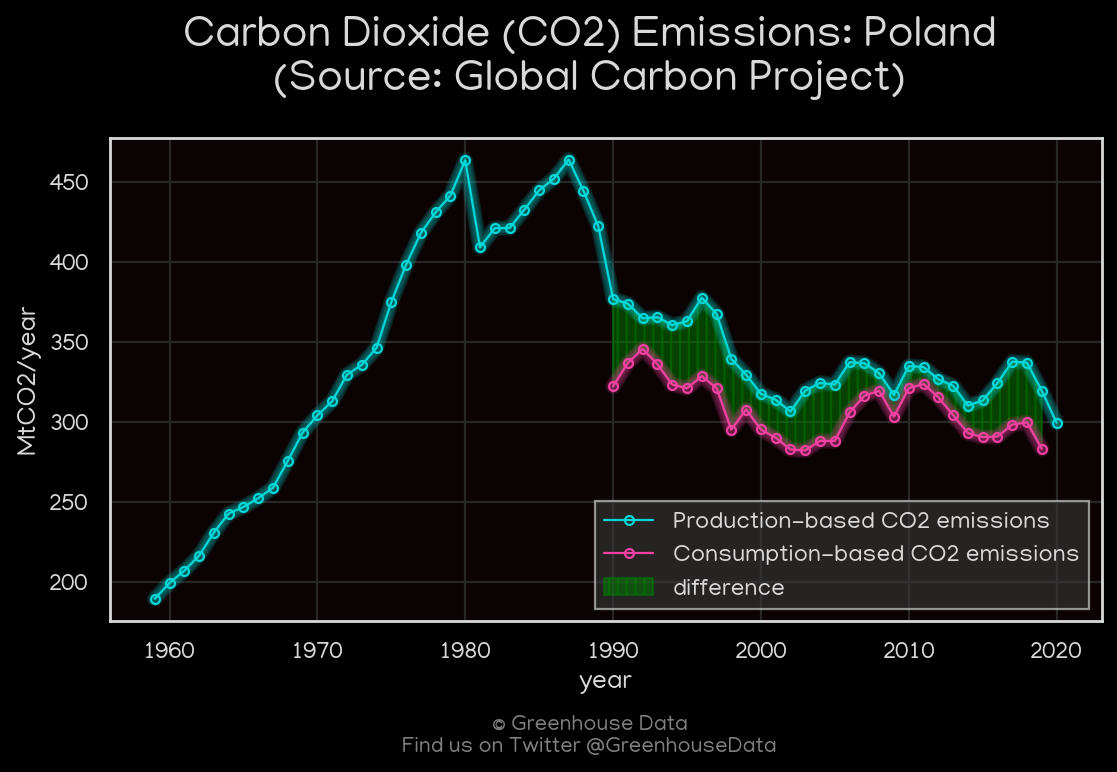 Carbon Dioxide (CO2) Emissions: Poland
(Source: Global Carbon Project)
MtCO2/year
450
400
350
300
250
200
Production-based CO2 emissions
Consumption-based CO2 emissions
difference
1960 1970 1980 1990 2000 2010 2020
year
© Greenhouse Data
Find us on Twitter @GreenhouseData